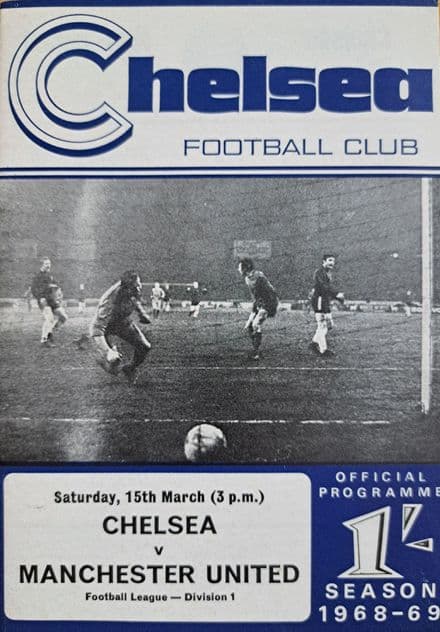 Chelsea
FOOTBALL CLUB
Saturday, 15th March (3 p.m.)
CHELSEA
v
MANCHESTER UNITED
Football League — Division 1
OFFICIAL
PROGRAMME
1/-
SEASON
1968-69